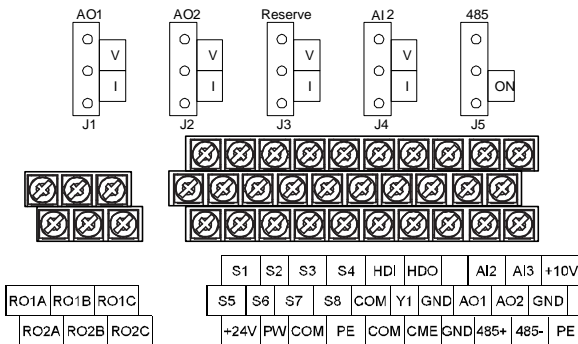 AO1 AO2 Reserve AI2 485
V V V V
I I I I ON
J1 J2 J3 J4 J5
S1 S2 S3 S4 HDI HDO AI2 AI3 +10V
RO1A RO1B RO1C S5 S6 S7 S8 COM Y1 GND AO1 AO2 GND
RO2A RO2B RO2C +24V PW COM PE COM CME GND 485+ 485- PE